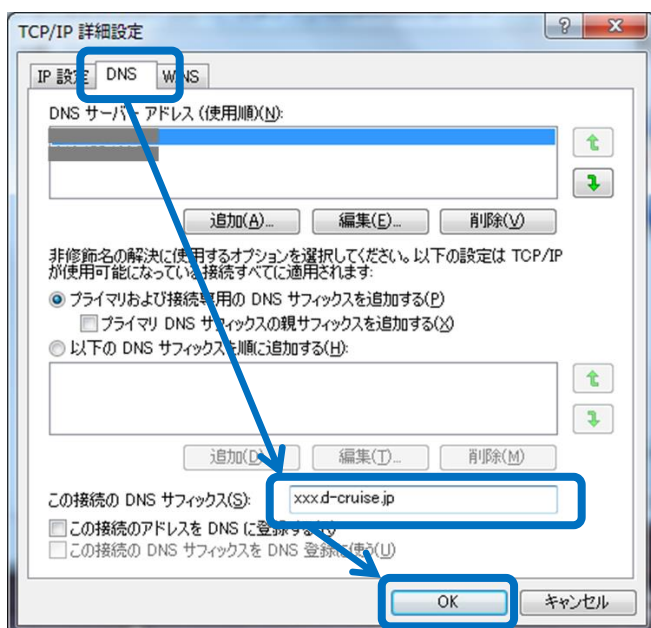 TCP/IP 詳細設定
IP 設定 DNS WINS
DNS サーバー アドレス (使用順)(N):
追加(A)... 編集(E)... 削除(V)
非修飾名の解決に使用するオプションを選択してください。以下の設定は TCP/IP
が使用可能になっている接続すべてに適用されます:
プライマリおよび接続専用の DNS サフィックスを追加する(P)
プライマリ DNS サフィックスの親サフィックスを追加する(X)
以下の DNS サフィックスを順に追加する(H):
追加(D)... 編集(T)... 削除(M)
この接続の DNS サフィックス(S): xxx.d-cruise.jp
この接続のアドレスを DNS に登録する
この接続の DNS サフィックスを DNS 登録に使う(U)
OK キャンセル